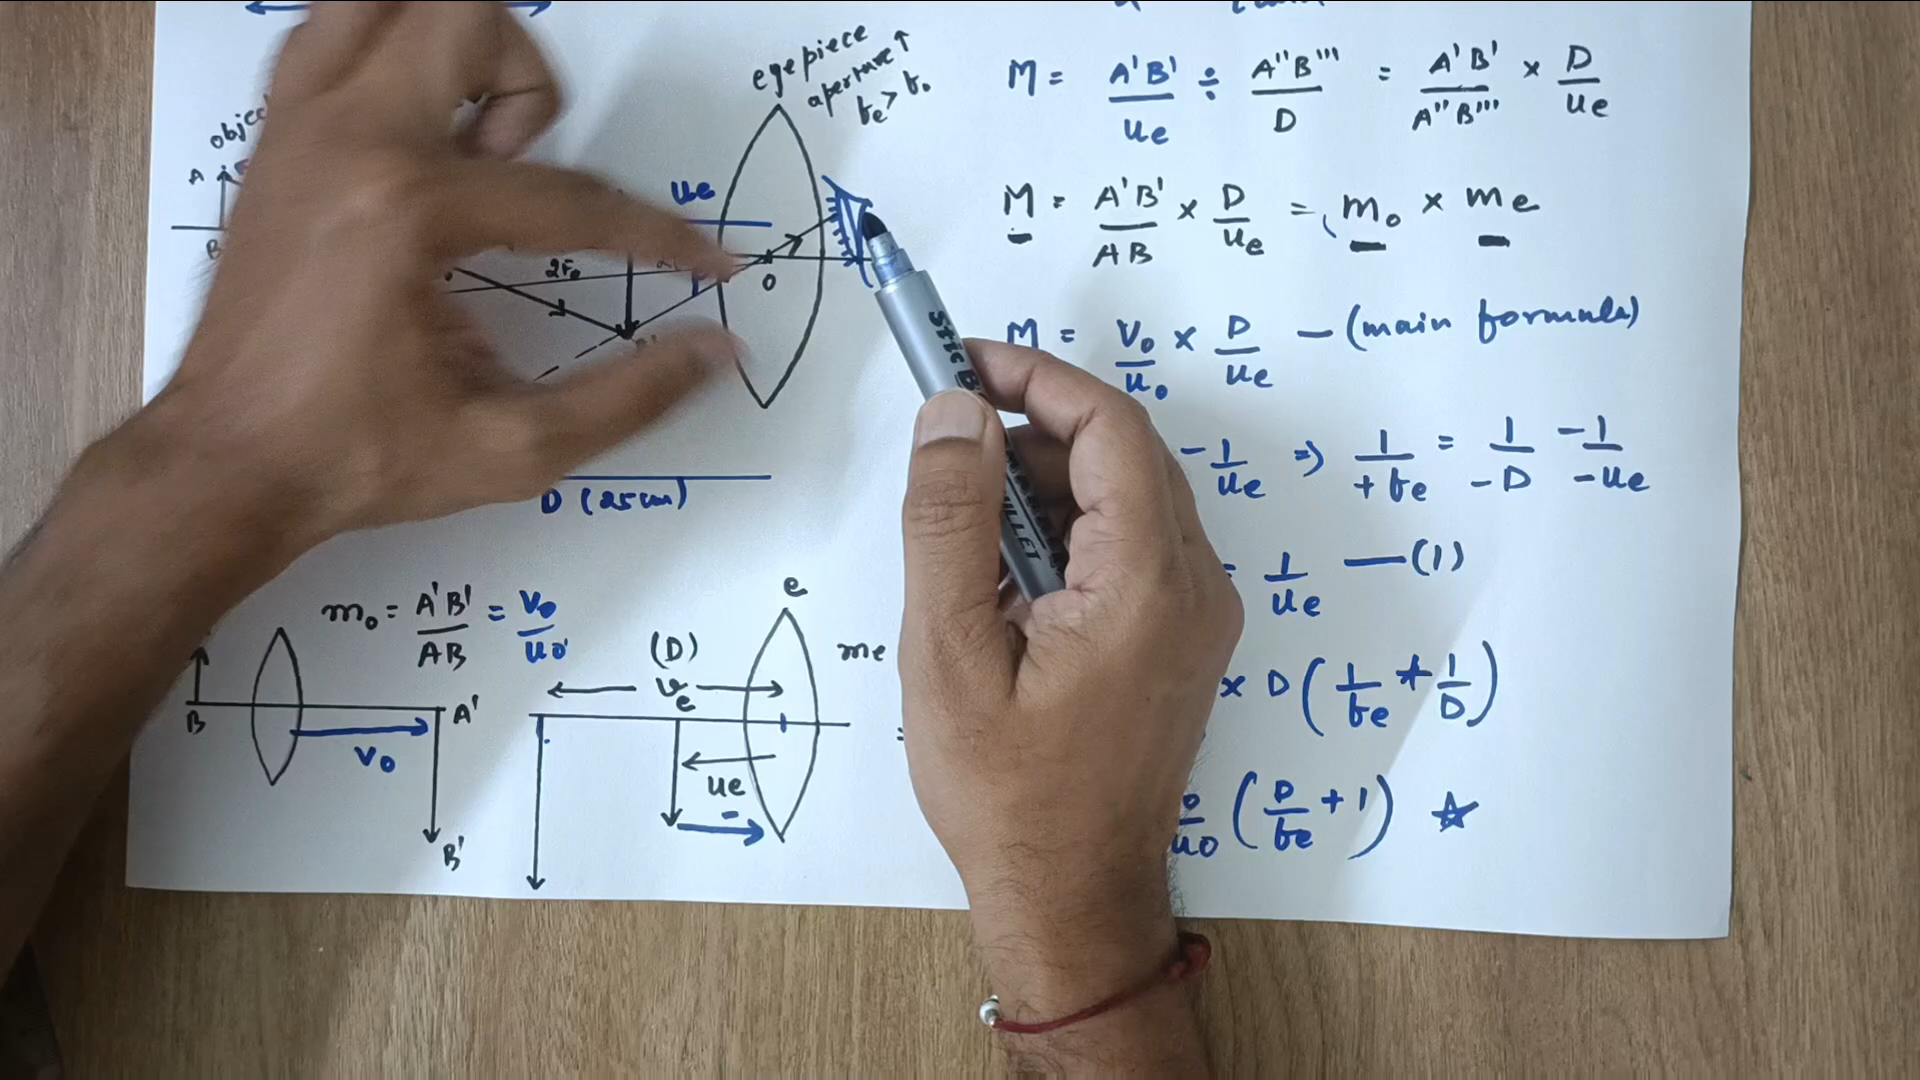 eyepiece
aperture ↑
fe > fo
objec
A
B
ue
2Fo
O
D (25cm)
mo = A'B'/AB = vo/uo
B
vo
A'
B'
(D)
ve
ue
e
me
M = A'B'/ue ÷ A''B'''/D = A'B'/A''B''' × D/ue
M = A'B'/AB × D/ue = mo × me
M = Vo/uo × D/ue — (main formula)
-1/ue => 1/+fe = 1/-D -1/-ue
= 1/ue —(1)
× D(1/fe + 1/D)
uo (D/fe + 1) ☆
Stic